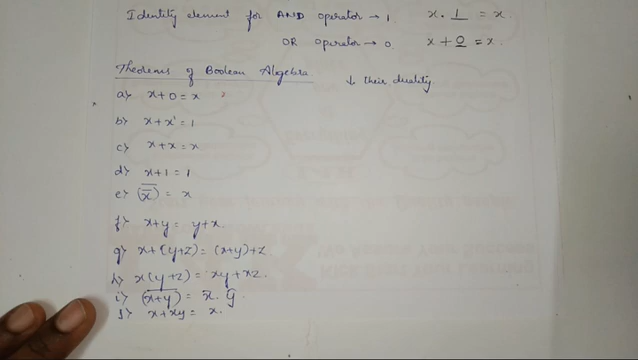 Identity element for AND operator → 1. x . 1 = x.
OR operator → 0. x + 0 = x.
Theorems of Boolean Algebra ↓ their duality
a) x+0 = x
b) x + x' = 1
c) x+x = x.
d) x+1 = 1
e) (x̿) = x
f) x+y = y+x.
g) x+(y+z) = (x+y)+z.
h) x(y+z) = xy + xz.
i) (x+y)̅ = x̅ . y̅ .
j) x+xy = x.